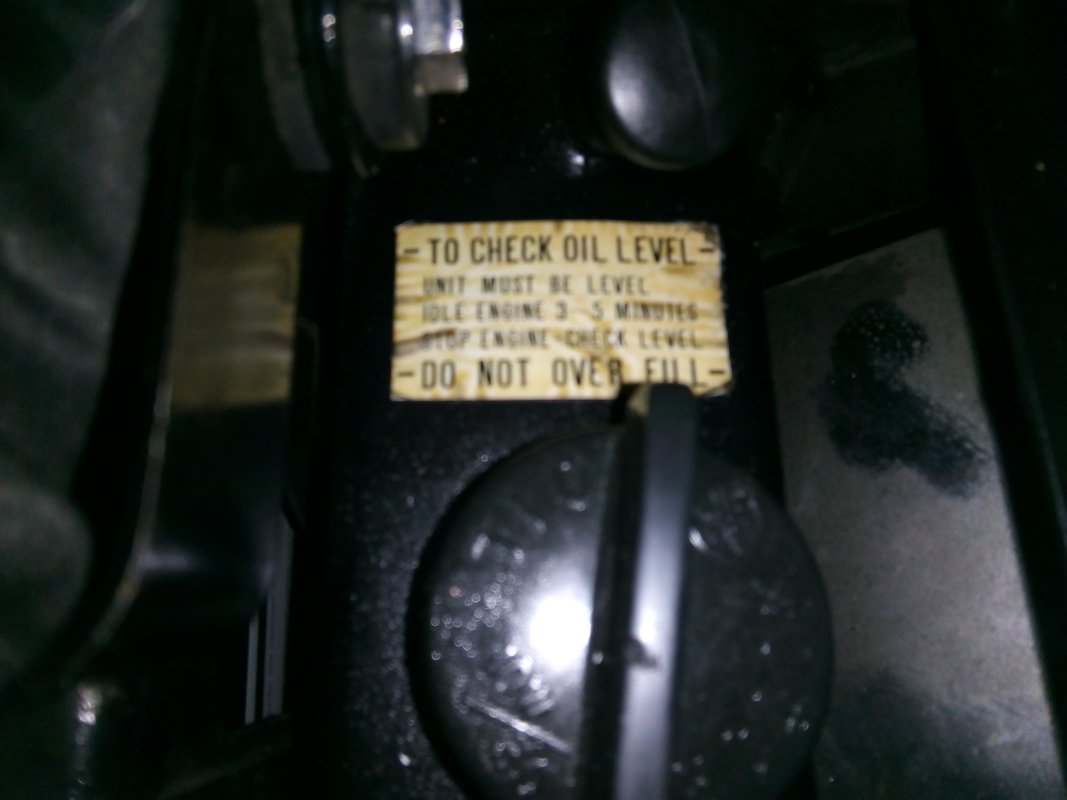 - TO CHECK OIL LEVEL -
UNIT MUST BE LEVEL
IDLE ENGINE 3 - 5 MINUTES
STOP ENGINE-CHECK LEVEL
- DO NOT OVER FILL -